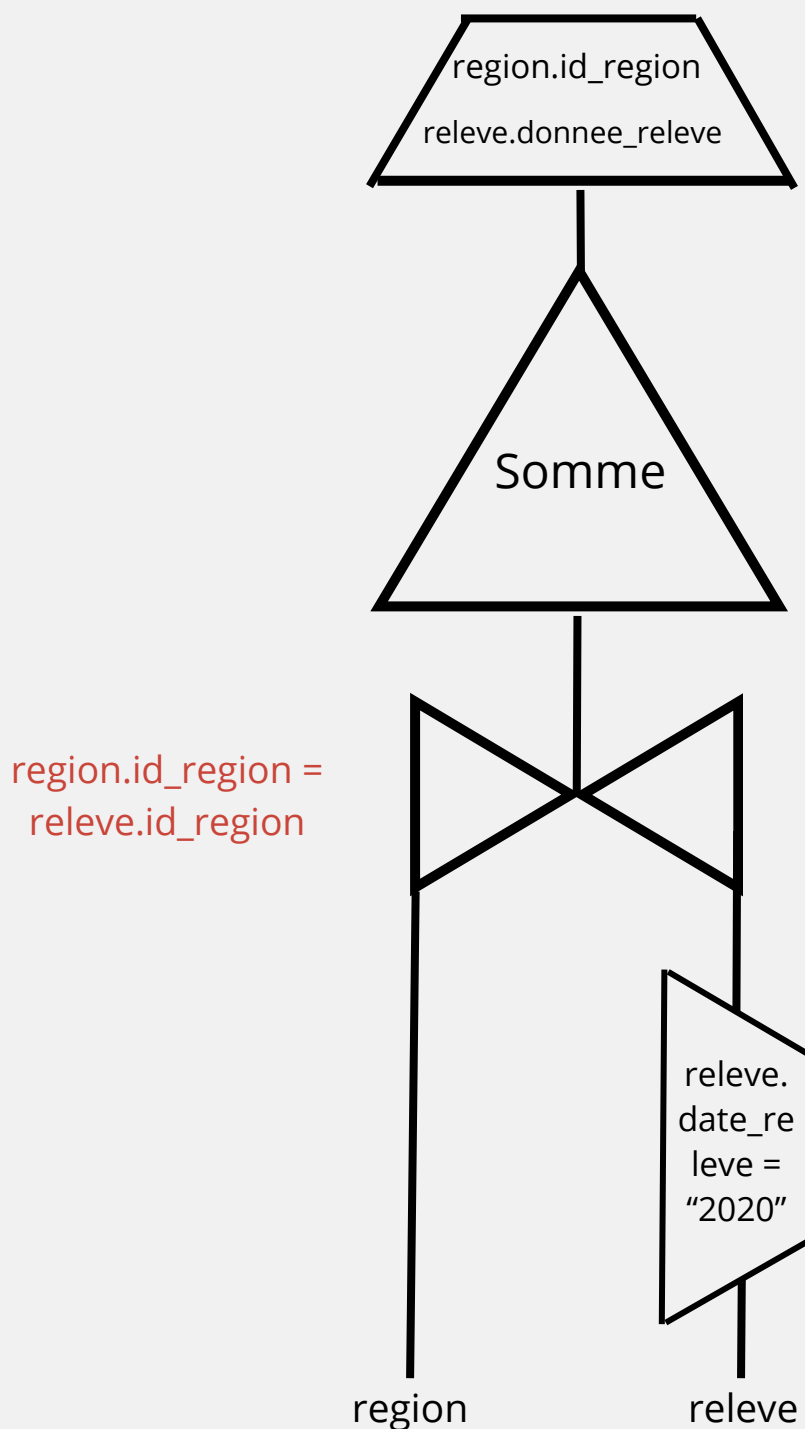 region.id_region
releve.donnee_releve
Somme
region.id_region =
releve.id_region
releve.
date_re
leve =
“2020”
region
releve